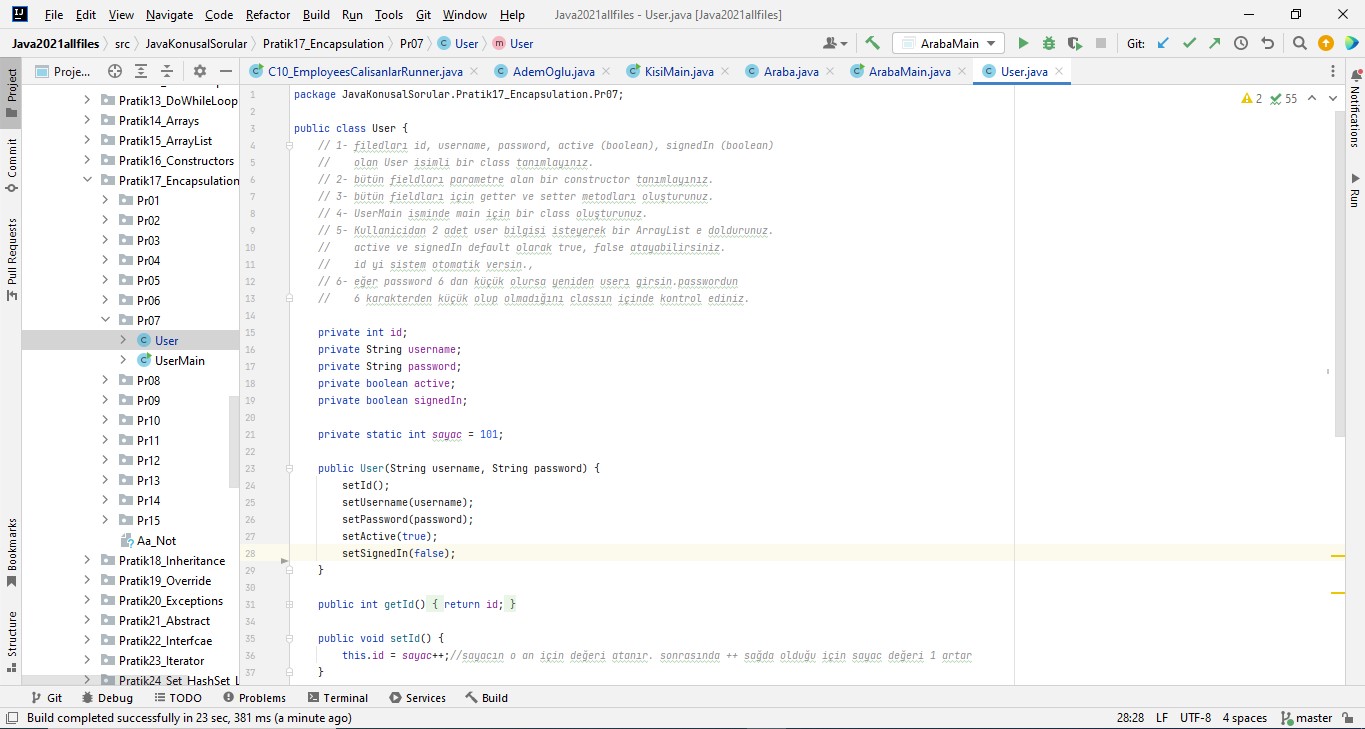 File Edit View Navigate Code Refactor Build Run Tools Git Window Help Java2021allfiles - User.java [Java2021allfiles]
Java2021allfiles src JavaKonusalSorular Pratik17_Encapsulation Pr07 User User ArabaMain Git:
Proje... C10_EmployeesCalisanlarRunner.java AdemOglu.java KisiMain.java Araba.java ArabaMain.java User.java
Project
Commit
Pull Requests
Bookmarks
Structure
Pratik13_DoWhileLoop
Pratik14_Arrays
Pratik15_ArrayList
Pratik16_Constructors
Pratik17_Encapsulation
Pr01
Pr02
Pr03
Pr04
Pr05
Pr06
Pr07
User
UserMain
Pr08
Pr09
Pr10
Pr11
Pr12
Pr13
Pr14
Pr15
Aa_Not
Pratik18_Inheritance
Pratik19_Override
Pratik20_Exceptions
Pratik21_Abstract
Pratik22_Interfcae
Pratik23_Iterator
Pratik24_Set_HashSet_L
1 package JavaKonusalSorular.Pratik17_Encapsulation.Pr07;
2
3 public class User {
4 // 1- filedları id, username, password, active (boolean), signedIn (boolean)
5 // olan User isimli bir class tanımlayınız.
6 // 2- bütün fieldları parametre alan bir constructor tanımlayınız.
7 // 3- bütün fieldları için getter ve setter metodları oluşturunuz.
8 // 4- UserMain isminde main için bir class oluşturunuz.
9 // 5- Kullanicidan 2 adet user bilgisi isteyerek bir ArrayList e doldurunuz.
10 // active ve signedIn default olarak true, false atayabilirsiniz.
11 // id yi sistem otomatik versin.,
12 // 6- eğer password 6 dan küçük olursa yeniden userı girsin.passwordun
13 // 6 karakterden küçük olup olmadığını classın içinde kontrol ediniz.
14
15 private int id;
16 private String username;
17 private String password;
18 private boolean active;
19 private boolean signedIn;
20
21 private static int sayac = 101;
22
23 public User(String username, String password) {
24 setId();
25 setUsername(username);
26 setPassword(password);
27 setActive(true);
28 setSignedIn(false);
29 }
30
31 public int getId() { return id; }
34
35 public void setId() {
36 this.id = sayac++;//sayacın o an için değeri atanır. sonrasında ++ sağda olduğu için sayac değeri 1 artar
37 }
2 55
Notifications
Run
Git Debug TODO Problems Terminal Services Build
Build completed successfully in 23 sec, 381 ms (a minute ago) 28:28 LF UTF-8 4 spaces master